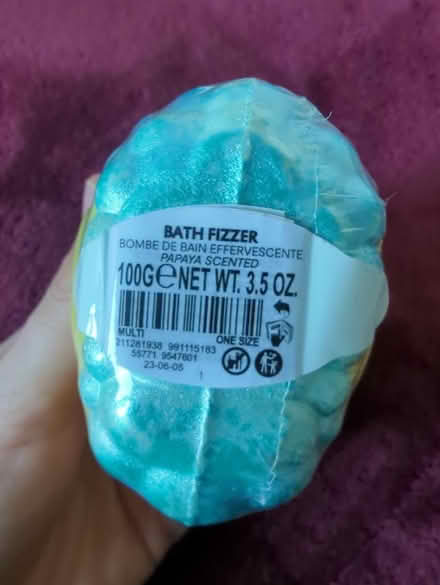 BATH FIZZER
BOMBE DE BAIN EFFERVESCENTE
PAPAYA SCENTED
100G℮NET WT. 3.5 OZ.
MULTI ONE SIZE
211281938 991115183
55771 9547601
23-06-05